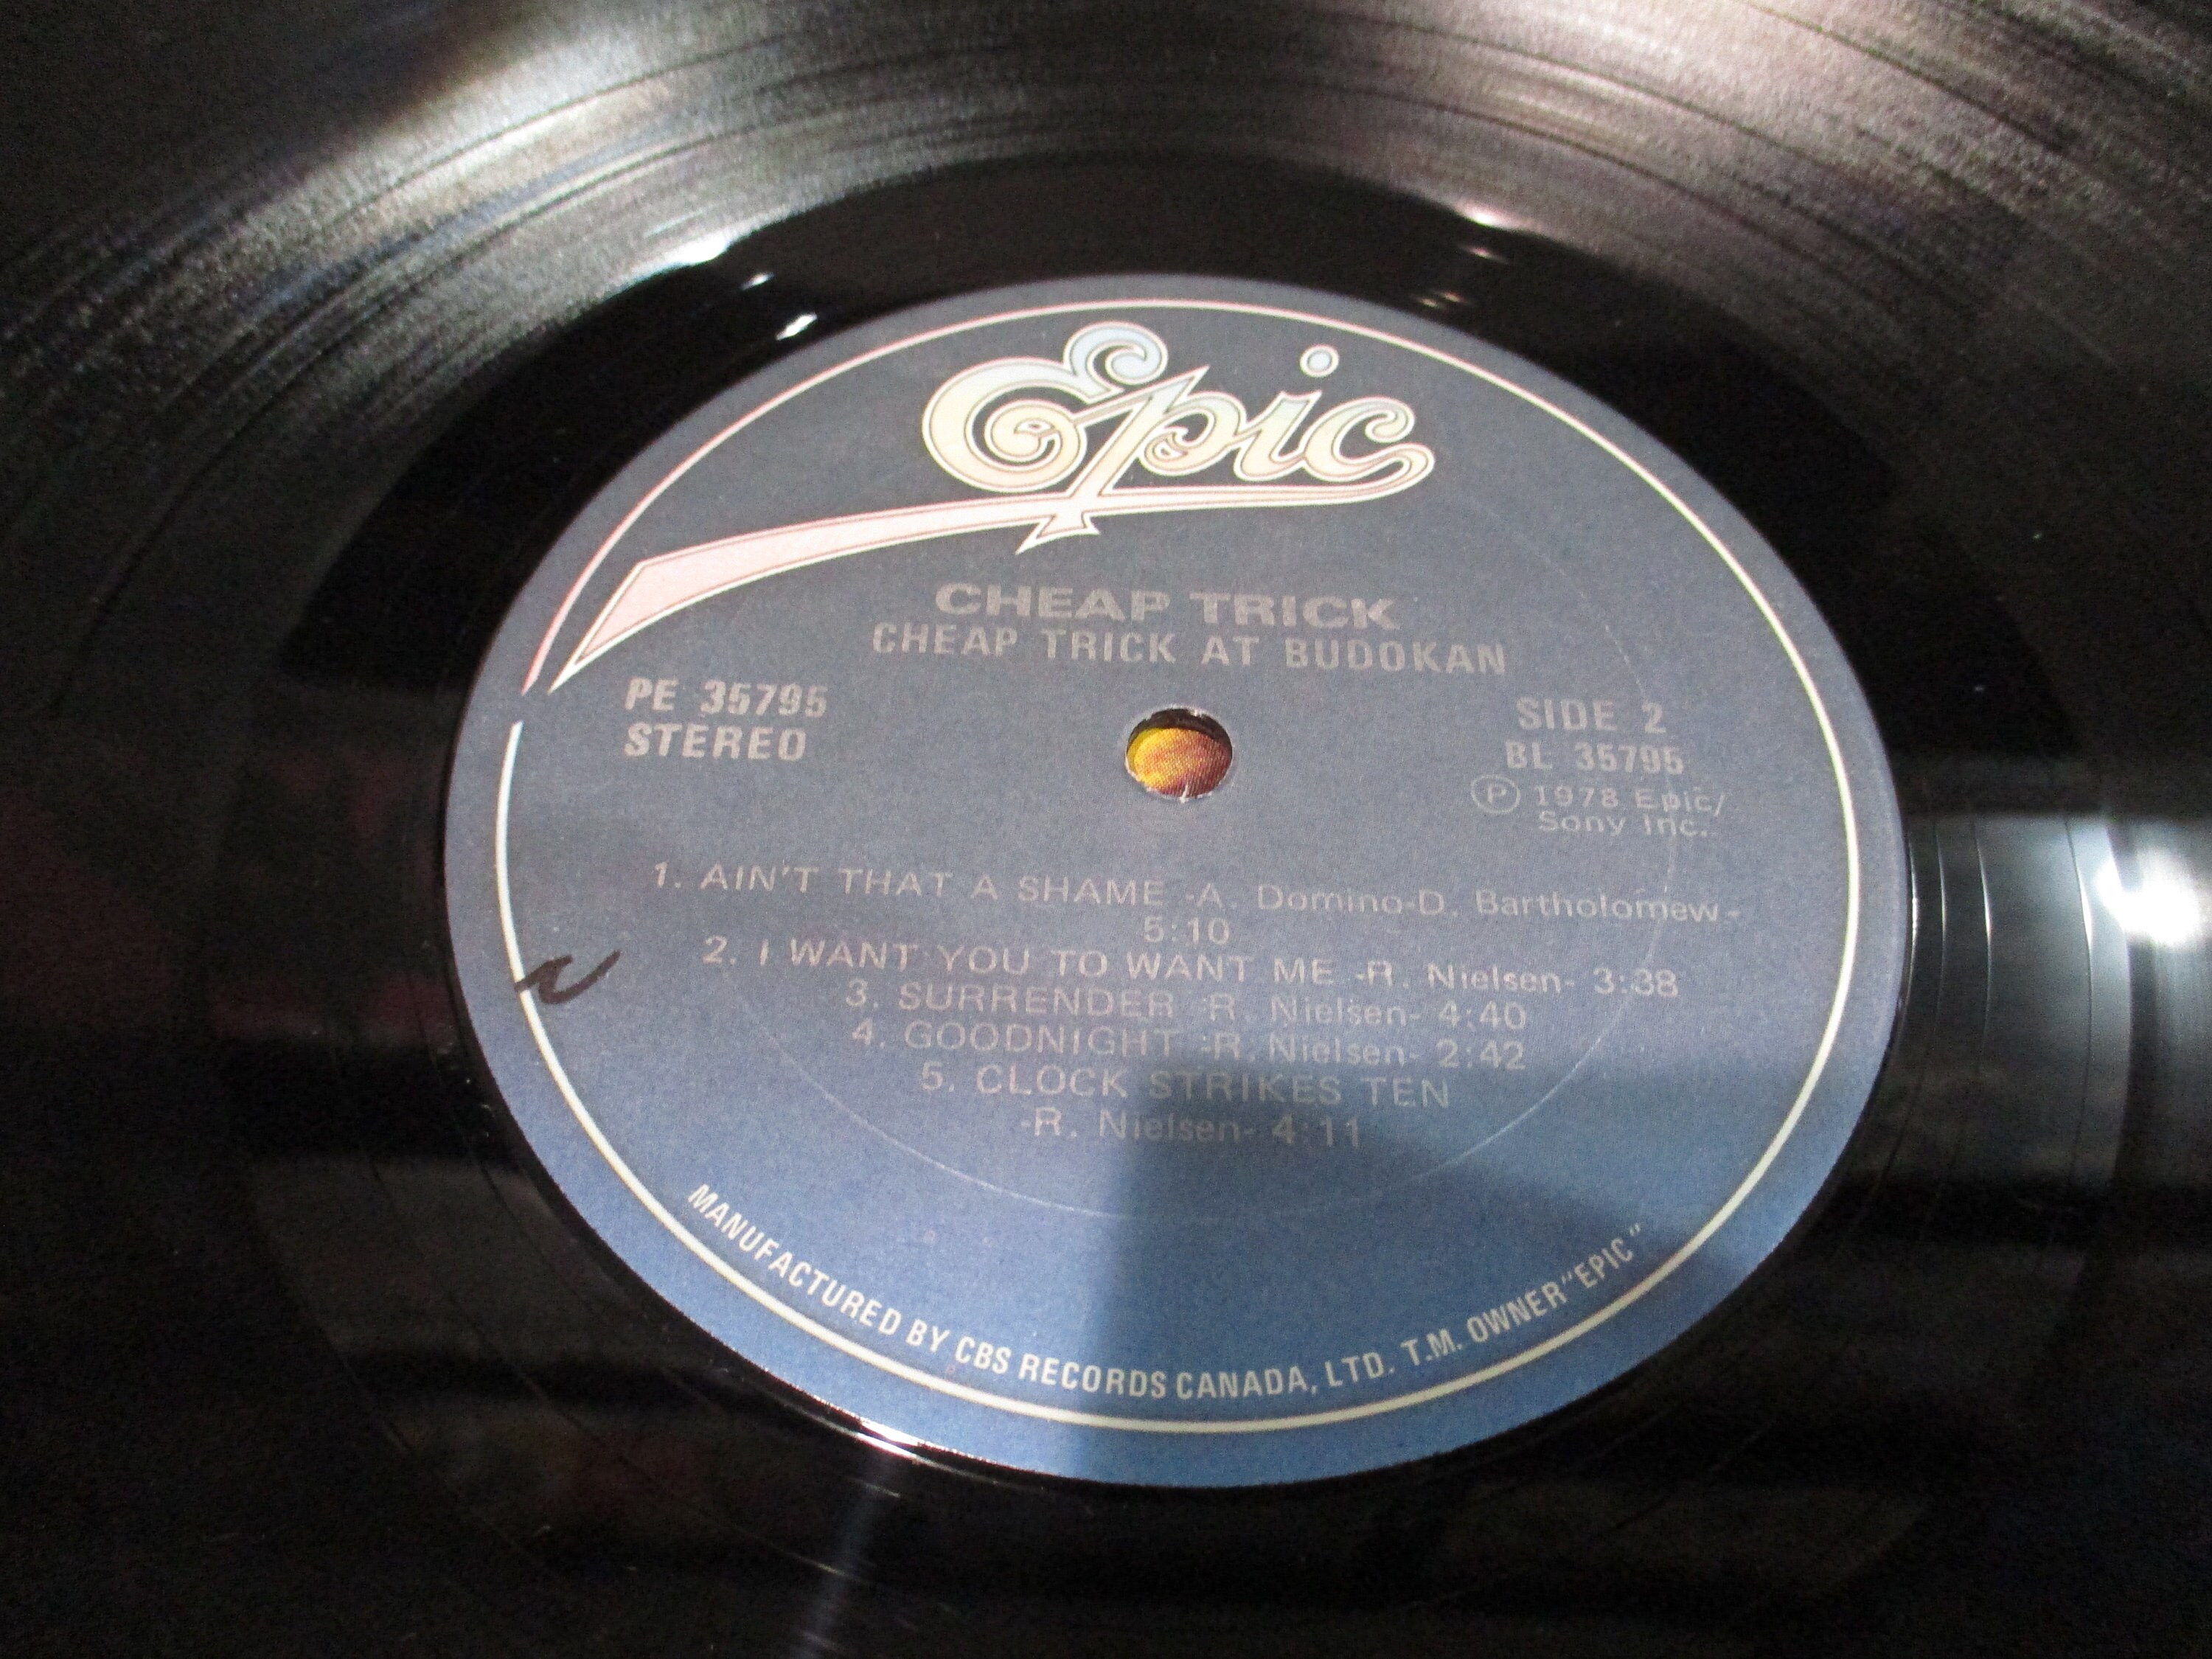 Epic
CHEAP TRICK
CHEAP TRICK AT BUDOKAN
PE 35795
STEREO
SIDE 2
BL 35795
Ⓟ 1978 Epic/
Sony Inc.
1. AIN'T THAT A SHAME -A. Domino-D. Bartholomew-
5:10
2. I WANT YOU TO WANT ME -R. Nielsen- 3:38
3. SURRENDER -R. Nielsen- 4:40
4. GOODNIGHT -R. Nielsen- 2:42
5. CLOCK STRIKES TEN
-R. Nielsen- 4:11
MANUFACTURED BY CBS RECORDS CANADA, LTD. T.M. OWNER "EPIC"